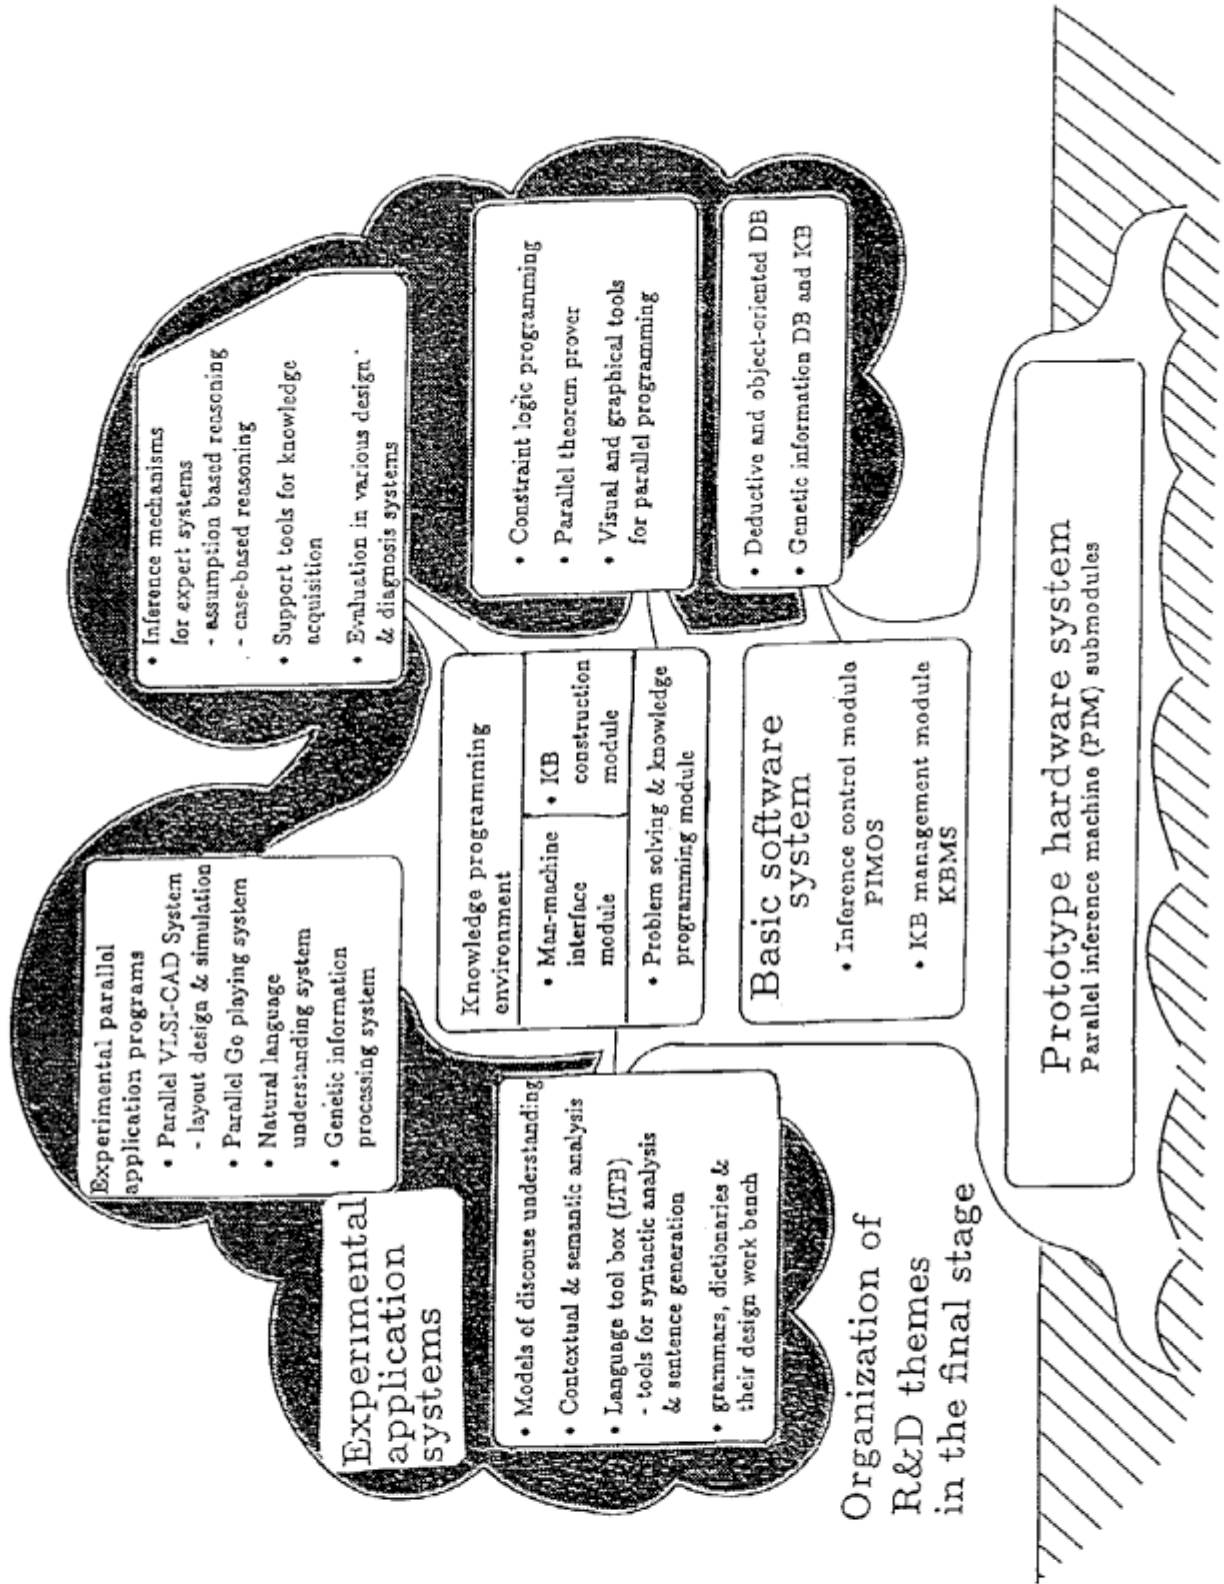 Experimental parallel
application programs
• Parallel VLSI-CAD System
- layout design & simulation
• Parallel Go playing system
• Natural language
understanding system
• Genetic information
processing system
• Inference mechanisms
for expert systems
- assumption based reasoning
- case-based reasoning
• Support tools for knowledge
acquisition
• Evaluation in various design
& diagnosis systems
Experimental
application
systems
• Models of discouse understanding
• Contextual & semantic analysis
• Language tool box (LTB)
- tools for syntactic analysis
& sentence generation
• grammars, dictionaries &
their design work bench
Knowledge programming
environment
• Man-machine
interface
module
• KB
construction
module
• Problem solving & knowledge
programming module
• Constraint logic programming
• Parallel theorem prover
• Visual and graphical tools
for parallel programming
• Deductive and object-oriented DB
• Genetic information DB and KB
Basic software
system
• Inference control modula
PIMOS
• KB management module
KBMS
Organization of
R&D themes
in the final stage
Prototype hardware system
Parallel inference machine (PIM) submodules